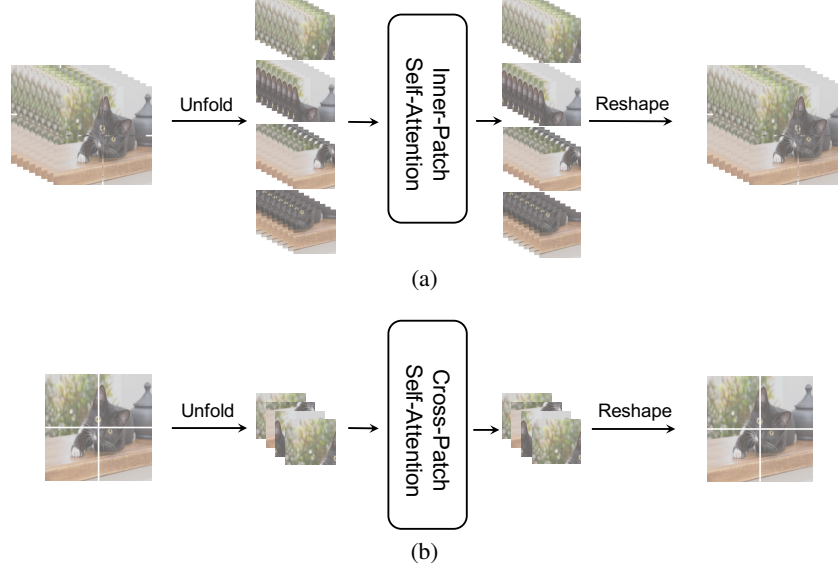 Unfold
Inner-Patch
Self-Attention
Reshape
(a)
Unfold
Cross-Patch
Self-Attention
Reshape
(b)